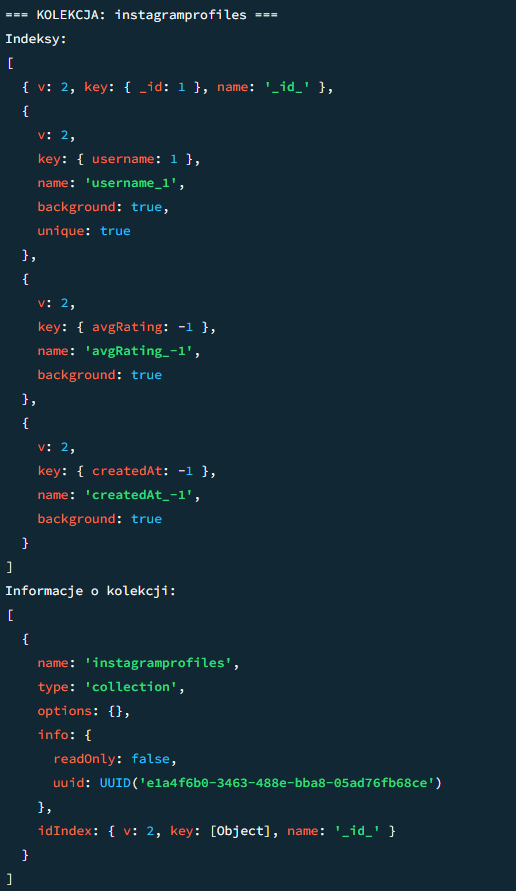 === KOLEKCJA: instagramprofiles ===
Indeksy:
[
  { v: 2, key: { _id: 1 }, name: '_id_' },
  {
    v: 2,
    key: { username: 1 },
    name: 'username_1',
    background: true,
    unique: true
  },
  {
    v: 2,
    key: { avgRating: -1 },
    name: 'avgRating_-1',
    background: true
  },
  {
    v: 2,
    key: { createdAt: -1 },
    name: 'createdAt_-1',
    background: true
  }
]
Informacje o kolekcji:
[
  {
    name: 'instagramprofiles',
    type: 'collection',
    options: {},
    info: {
      readOnly: false,
      uuid: UUID('e1a4f6b0-3463-488e-bba8-05ad76fb68ce')
    },
    idIndex: { v: 2, key: [Object], name: '_id_' }
  }
]